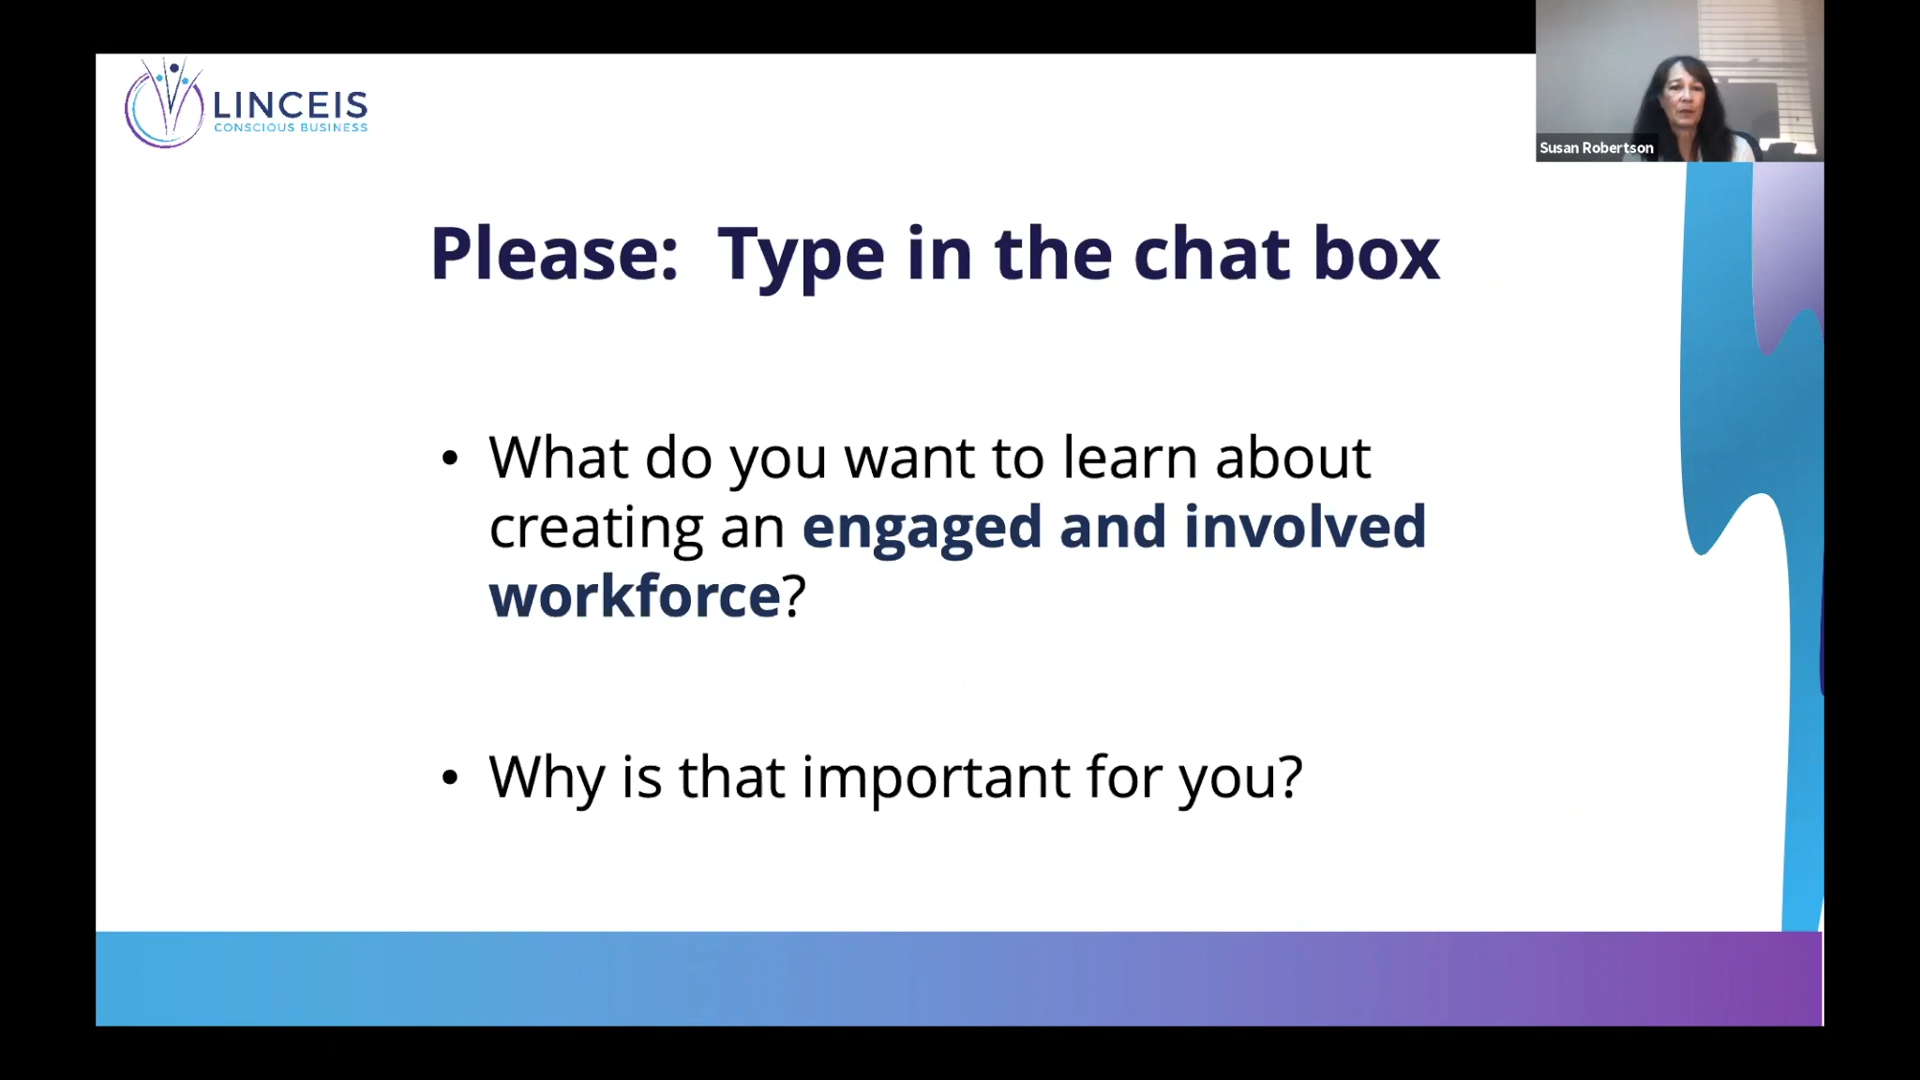 LINCEIS
CONSCIOUS BUSINESS
Susan Robertson
Please:  Type in the chat box
• What do you want to learn about
creating an engaged and involved
workforce?
• Why is that important for you?